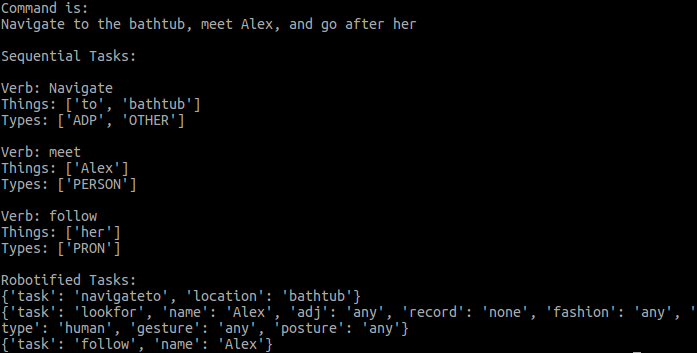 Command is:
Navigate to the bathtub, meet Alex, and go after her
Sequential Tasks:
Verb: Navigate
Things: ['to', 'bathtub']
Types: ['ADP', 'OTHER']
Verb: meet
Things: ['Alex']
Types: ['PERSON']
Verb: follow
Things: ['her']
Types: ['PRON']
Robotified Tasks:
{'task': 'navigateto', 'location': 'bathtub'}
{'task': 'lookfor', 'name': 'Alex', 'adj': 'any', 'record': 'none', 'fashion': 'any', '
type': 'human', 'gesture': 'any', 'posture': 'any'}
{'task': 'follow', 'name': 'Alex'}